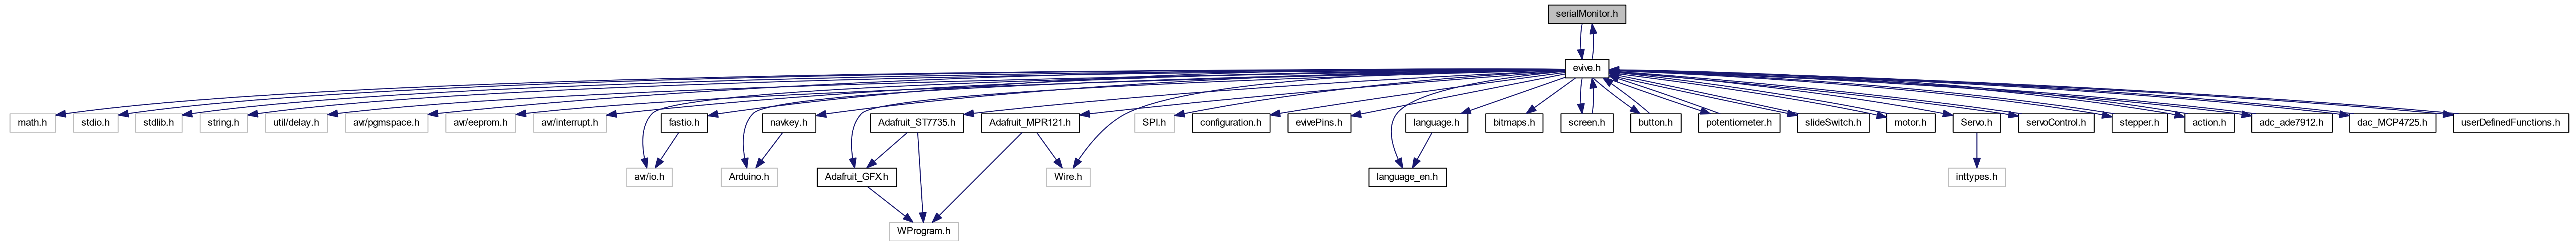 serialMonitor.h
evive.h
math.h
stdio.h
stdlib.h
string.h
util/delay.h
avr/pgmspace.h
avr/eeprom.h
avr/interrupt.h
fastio.h
navkey.h
Adafruit_ST7735.h
Adafruit_MPR121.h
SPI.h
configuration.h
evivePins.h
language.h
bitmaps.h
screen.h
button.h
potentiometer.h
slideSwitch.h
motor.h
Servo.h
servoControl.h
stepper.h
action.h
adc_ade7912.h
dac_MCP4725.h
userDefinedFunctions.h
avr/io.h
Arduino.h
Adafruit_GFX.h
Wire.h
language_en.h
inttypes.h
WProgram.h